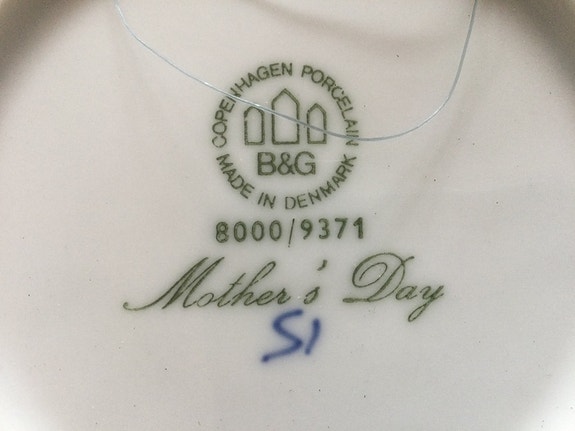 COPENHAGEN PORCELAIN
B&G
MADE IN DENMARK
8000/9371
Mother's Day
SI